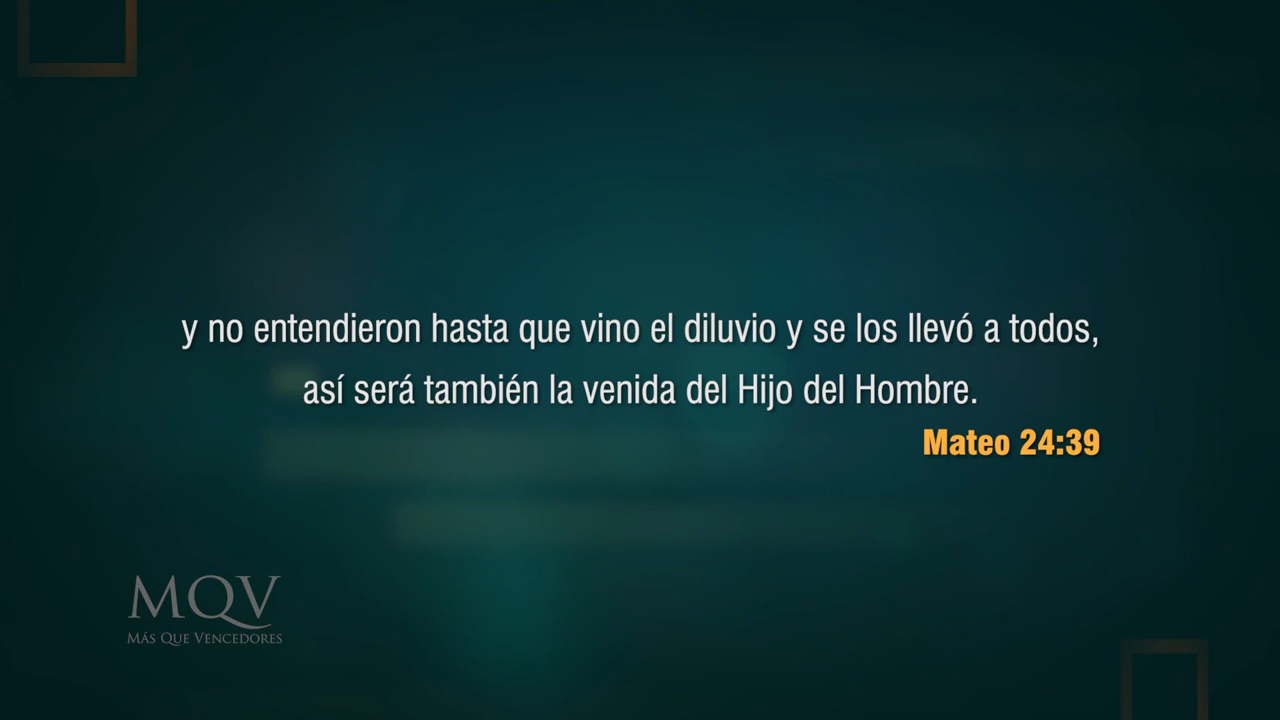 y no entendieron hasta que vino el diluvio y se los llevó a todos,
así será también la venida del Hijo del Hombre.
Mateo 24:39
MQV
MÁS QUE VENCEDORES